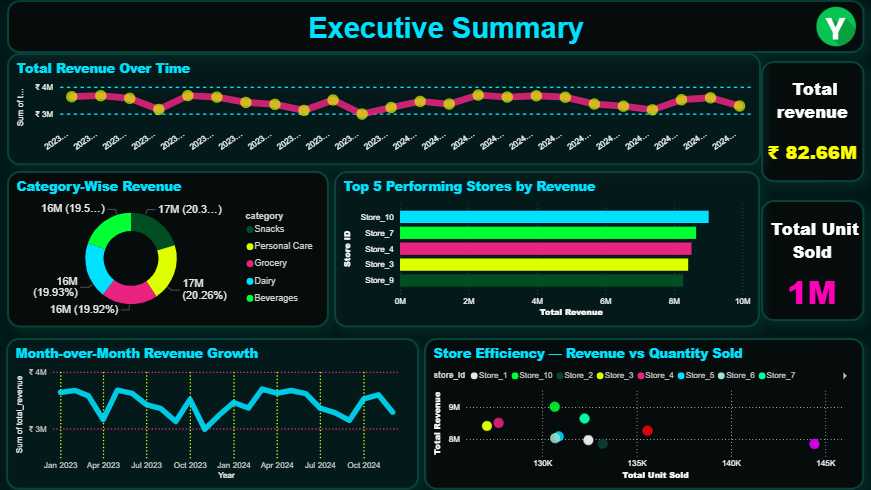 Executive Summary
Y
Total Revenue Over Time
Sum of t...
₹ 4M
₹ 3M
2023... 2023... 2023... 2023... 2023... 2023... 2023... 2023... 2023... 2023... 2023... 2024... 2024... 2024... 2024... 2024... 2024... 2024... 2024... 2024... 2024... 2024... 2024...
Total
revenue
₹ 82.66M
Category-Wise Revenue
16M (19.5...)
17M (20.3...)
16M
(19.93%)
17M
(20.26%)
16M (19.92%)
category
Snacks
Personal Care
Grocery
Dairy
Beverages
Top 5 Performing Stores by Revenue
Store ID
Store_10
Store_7
Store_4
Store_3
Store_9
0M 2M 4M 6M 8M 10M
Total Revenue
Total Unit
Sold
1M
Month-over-Month Revenue Growth
Sum of total_revenue
₹ 4M
₹ 3M
Jan 2023 Apr 2023 Jul 2023 Oct 2023 Jan 2024 Apr 2024 Jul 2024 Oct 2024
Year
Store Efficiency — Revenue vs Quantity Sold
store_id Store_1 Store_10 Store_2 Store_3 Store_4 Store_5 Store_6 Store_7
Total Revenue
9M
8M
130K 135K 140K 145K
Total Unit Sold